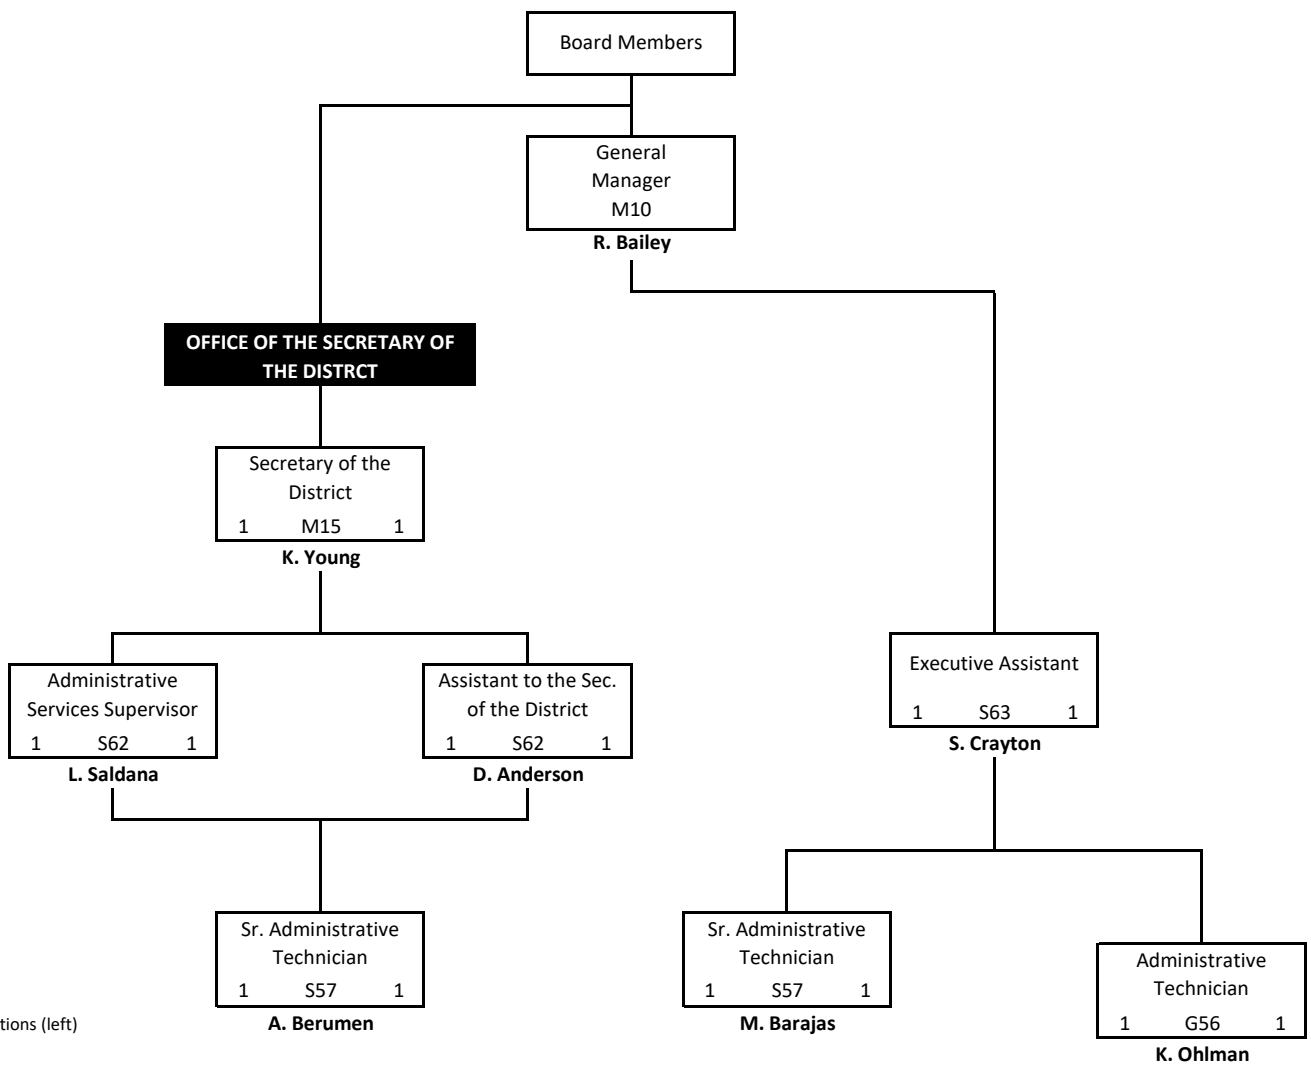 Board Members
General
Manager
M10
R. Bailey
OFFICE OF THE SECRETARY OF
THE DISTRCT
Secretary of the
District
1 M15 1
K. Young
Administrative
Services Supervisor
1 S62 1
L. Saldana
Assistant to the Sec.
of the District
1 S62 1
D. Anderson
Executive Assistant
1 S63 1
S. Crayton
Sr. Administrative
Technician
1 S57 1
A. Berumen
Sr. Administrative
Technician
1 S57 1
M. Barajas
Administrative
Technician
1 G56 1
K. Ohlman
tions (left)